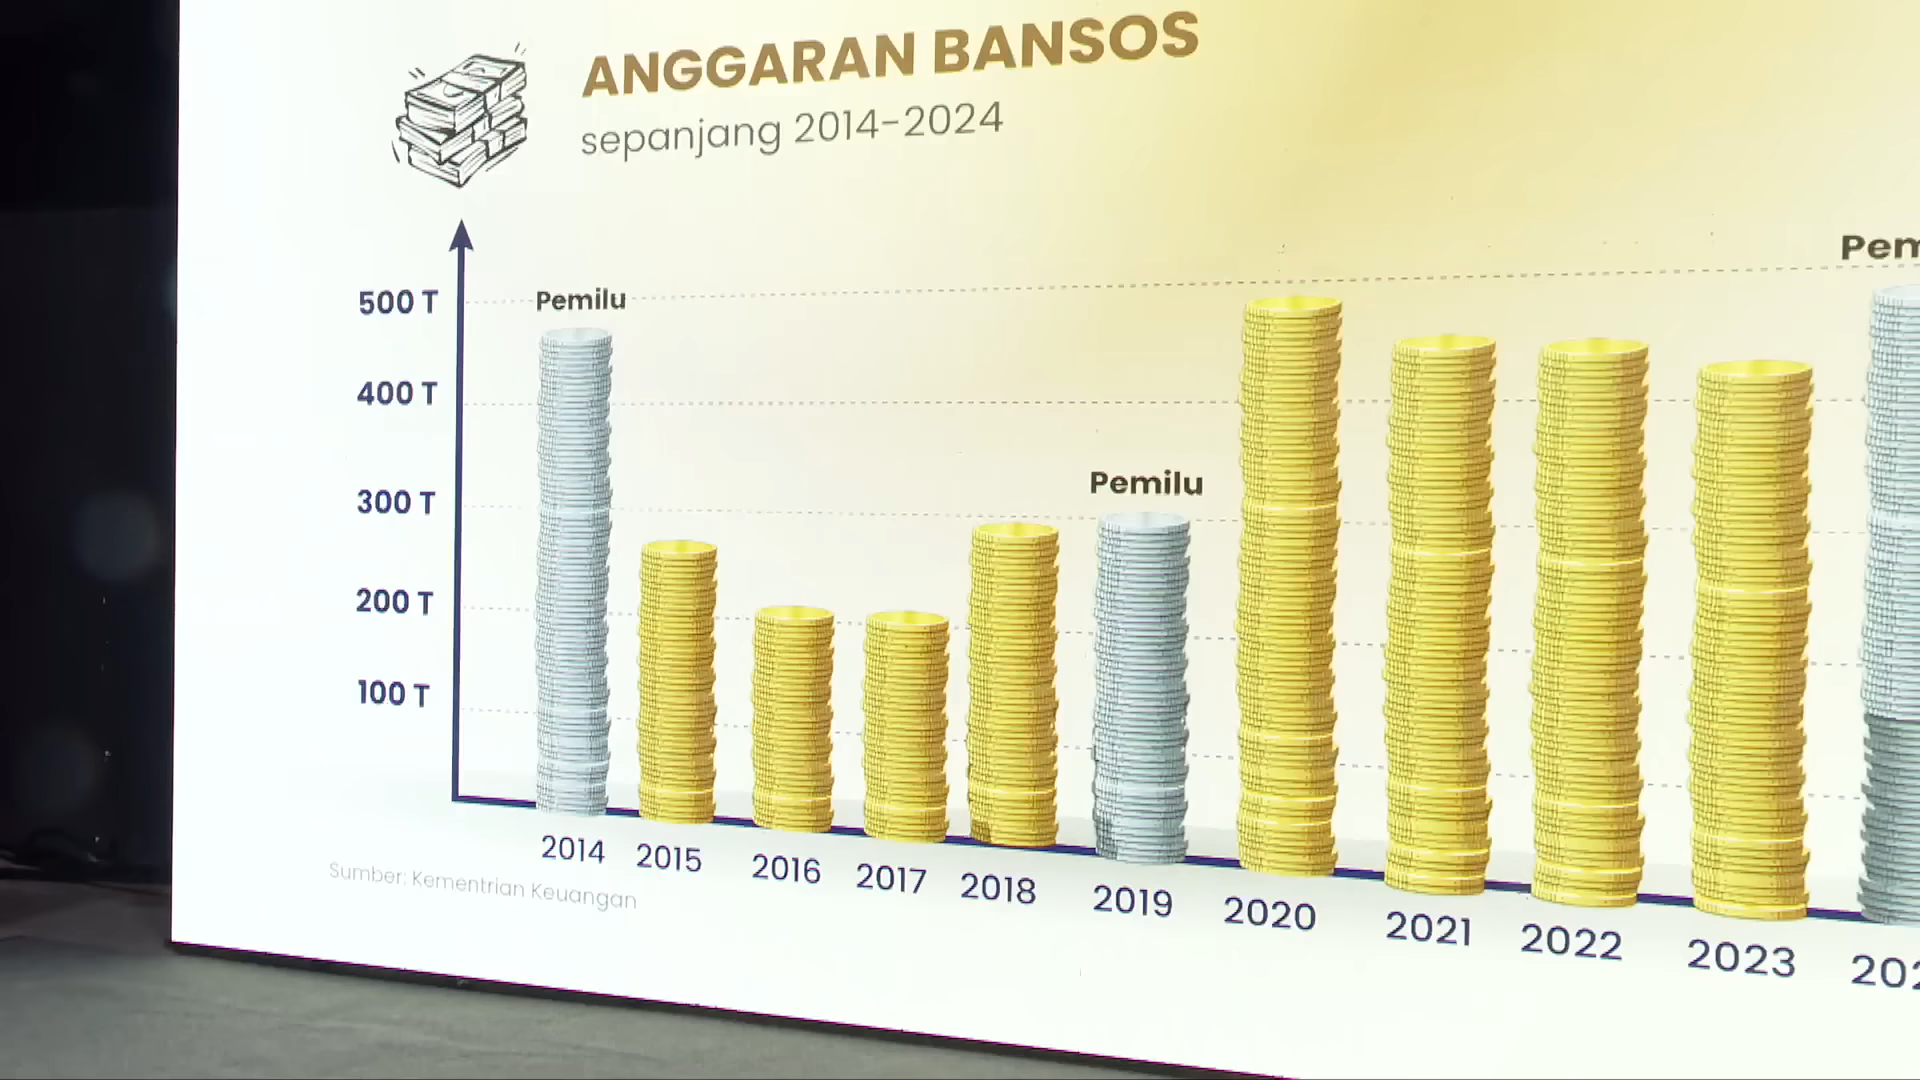 ANGGARAN BANSOS
sepanjang 2014-2024
500 T
400 T
300 T
200 T
100 T
Pemilu
Pemilu
Pem
2014
2015
2016
2017
2018
2019
2020
2021
2022
2023
202
Sumber: Kementrian Keuangan